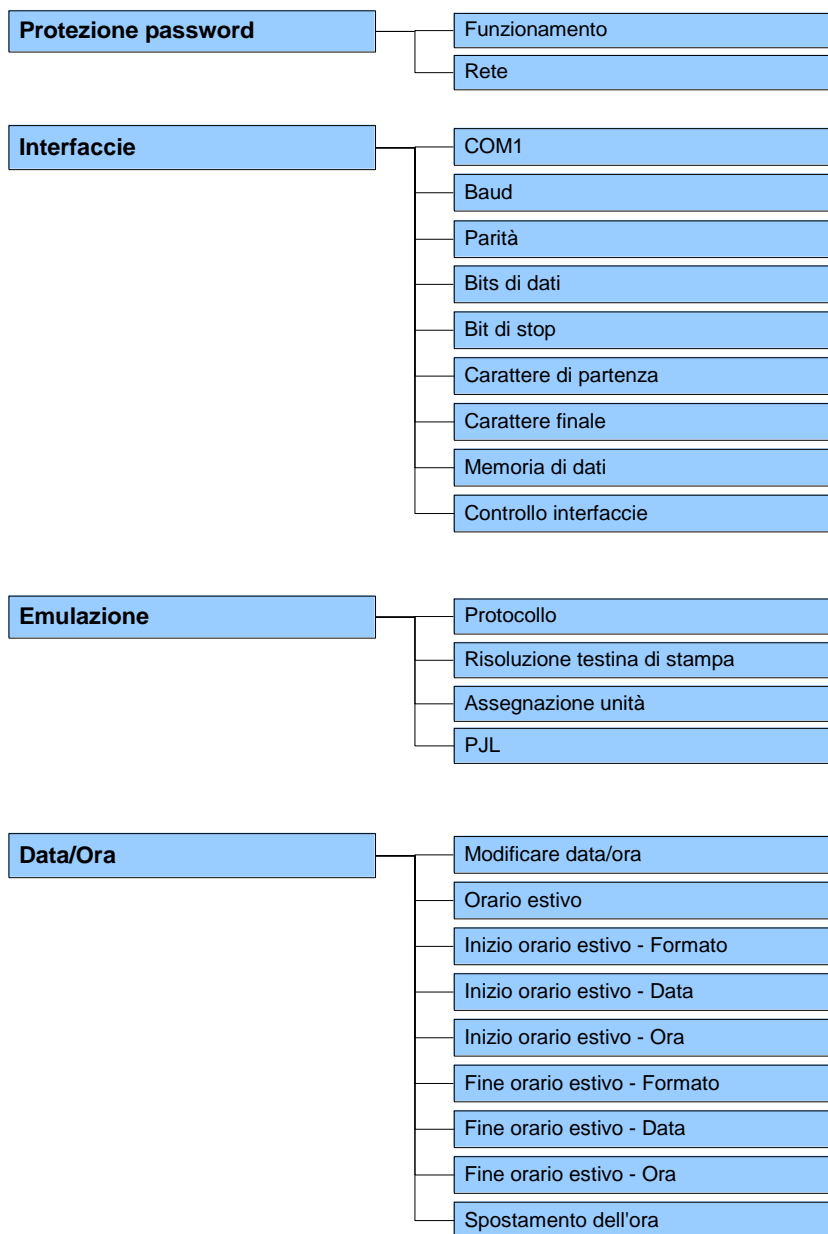 Protezione password
Funzionamento
Rete
Interfaccie
COM1
Baud
Parità
Bits di dati
Bit di stop
Carattere di partenza
Carattere finale
Memoria di dati
Controllo interfaccie
Emulazione
Protocollo
Risoluzione testina di stampa
Assegnazione unità
PJL
Data/Ora
Modificare data/ora
Orario estivo
Inizio orario estivo - Formato
Inizio orario estivo - Data
Inizio orario estivo - Ora
Fine orario estivo - Formato
Fine orario estivo - Data
Fine orario estivo - Ora
Spostamento dell'ora